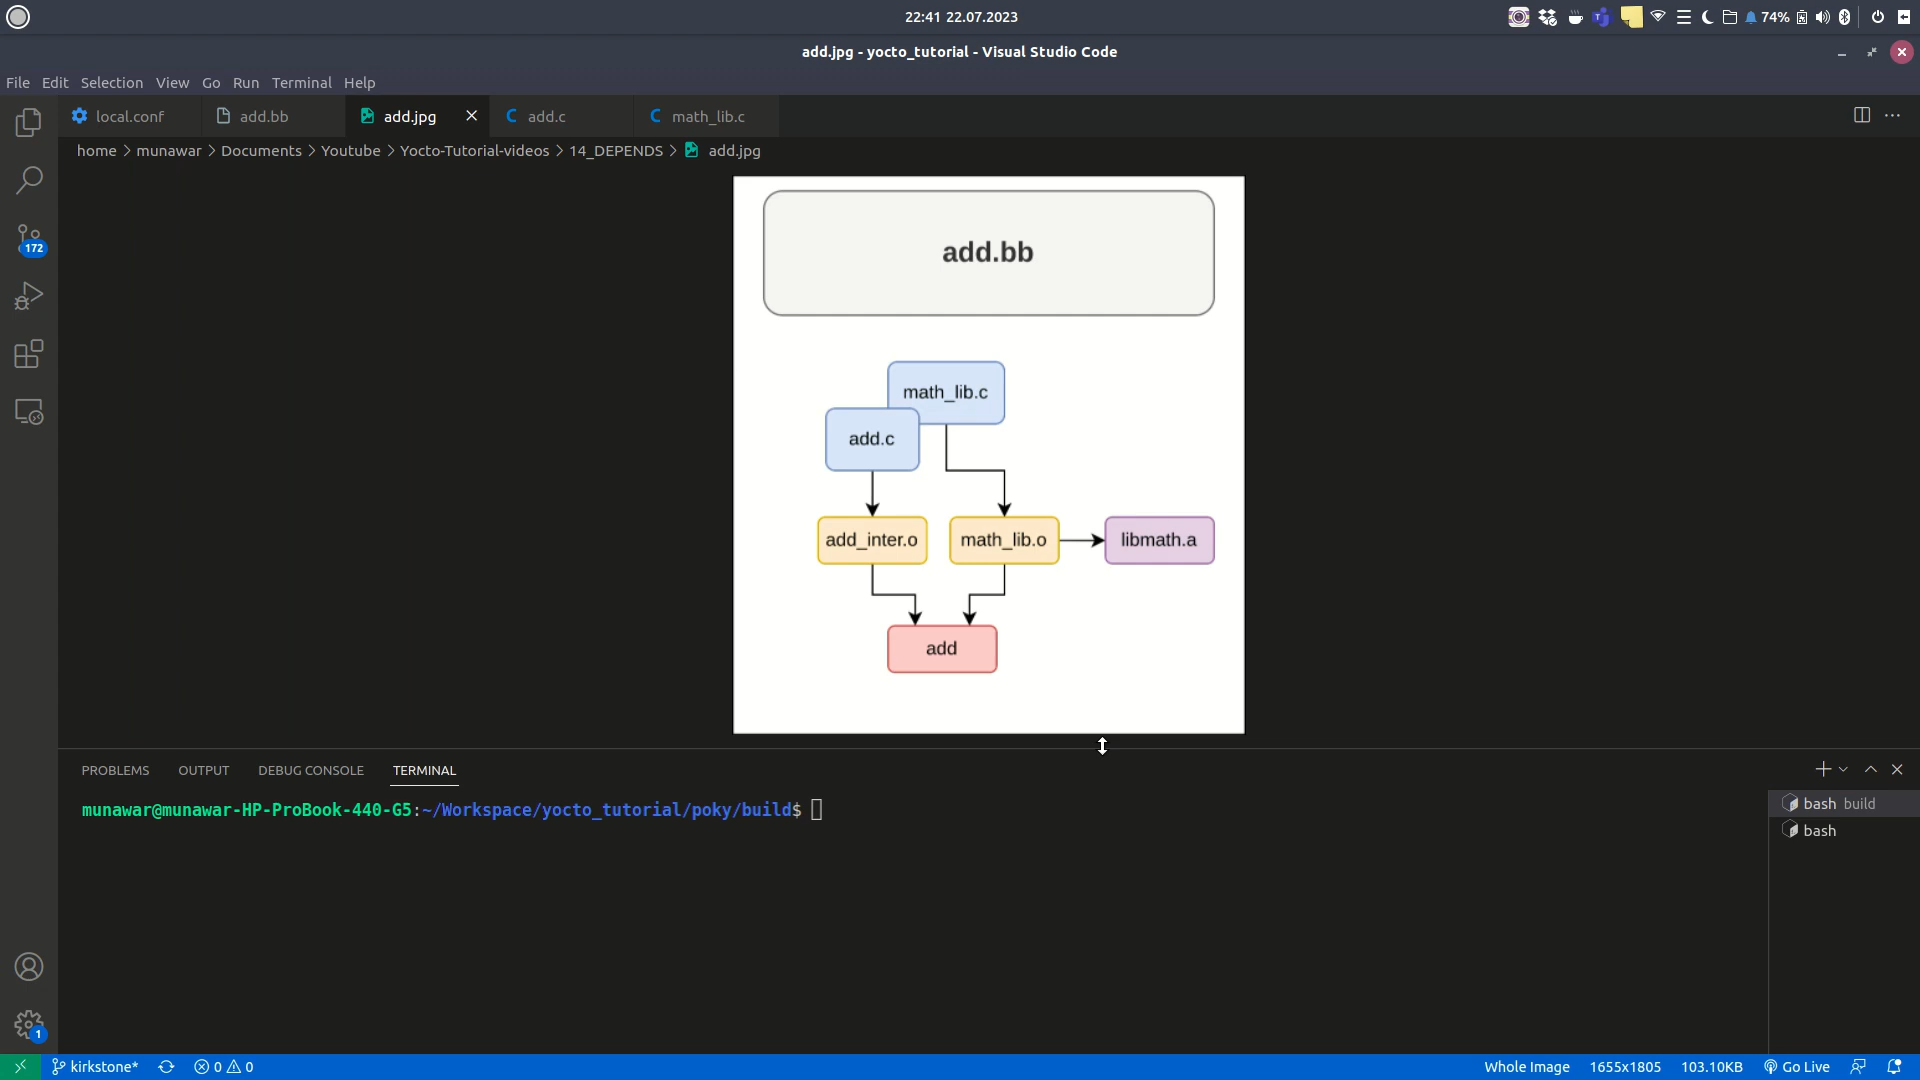 22:41 22.07.2023
74%
add.jpg - yocto_tutorial - Visual Studio Code
File Edit Selection View Go Run Terminal Help
local.conf add.bb add.jpg add.c math_lib.c
home > munawar > Documents > Youtube > Yocto-Tutorial-videos > 14_DEPENDS > add.jpg
172
add.bb
math_lib.c
add.c
add_inter.o math_lib.o libmath.a
add
PROBLEMS OUTPUT DEBUG CONSOLE TERMINAL
munawar@munawar-HP-ProBook-440-G5:~/Workspace/yocto_tutorial/poky/build$
bash build
bash
1
kirkstone* 0 0 Whole Image 1655x1805 103.10KB Go Live